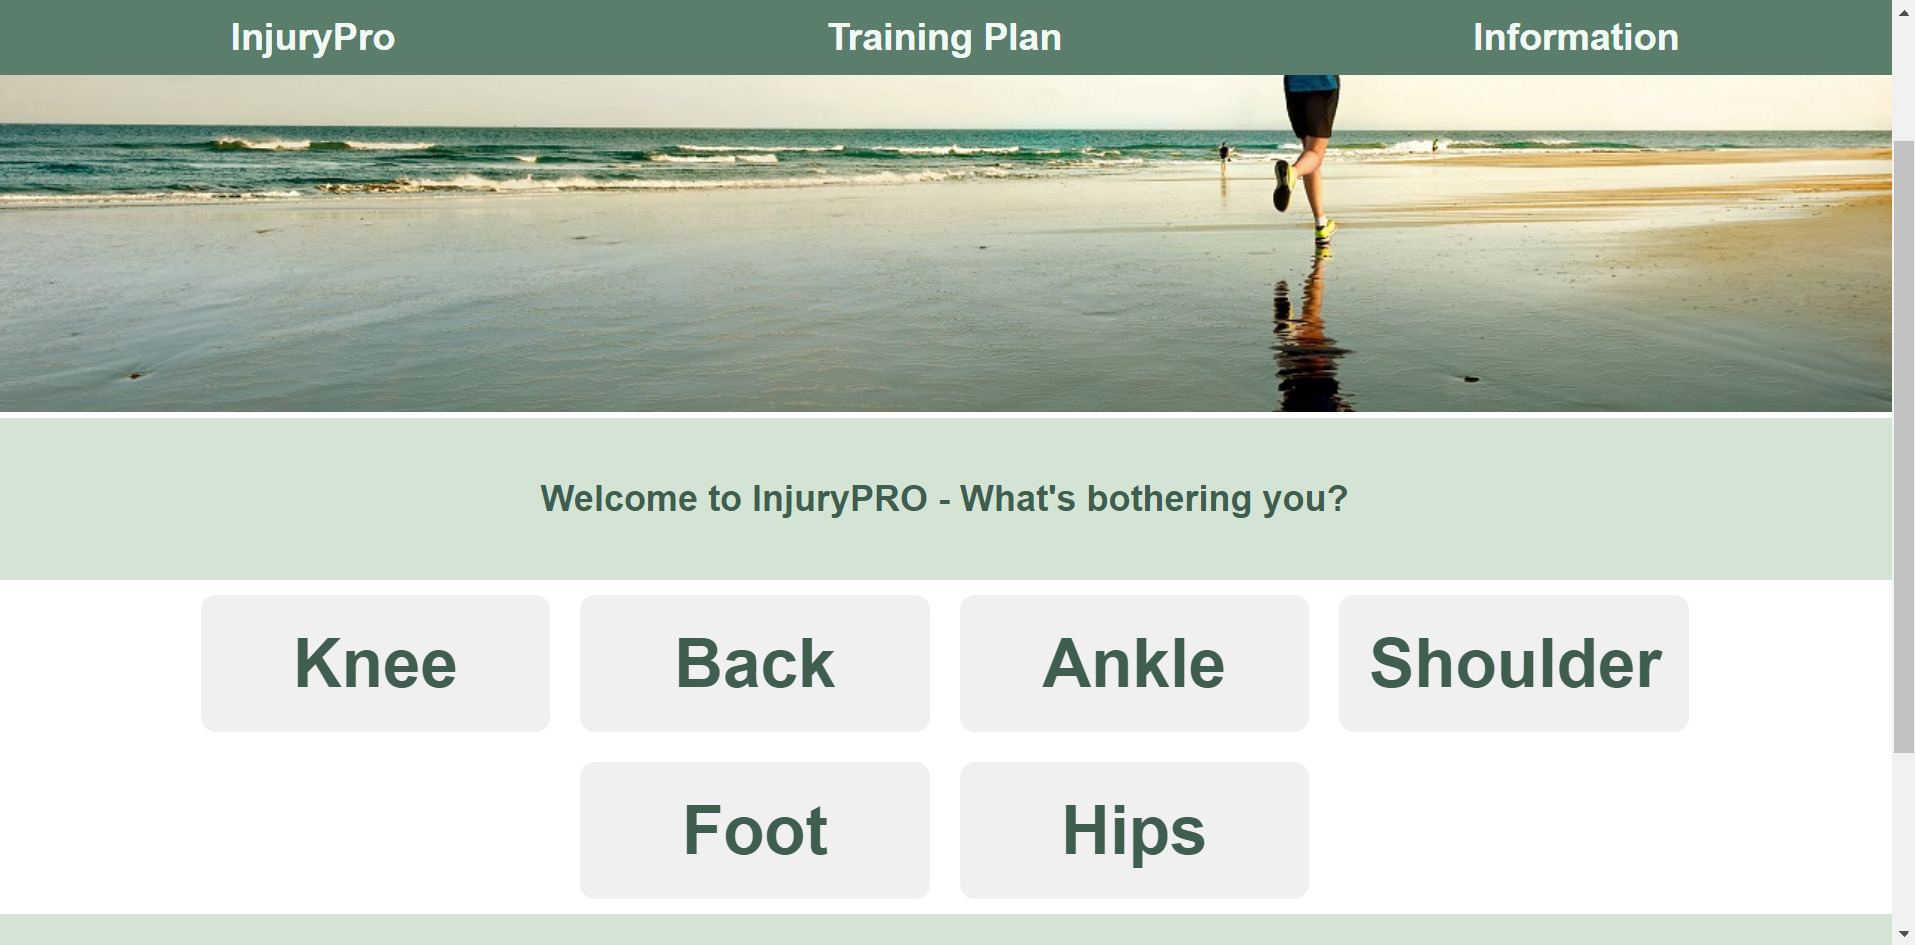 InjuryPro Training Plan Information
Welcome to InjuryPRO - What's bothering you?
Knee Back Ankle Shoulder
Foot Hips